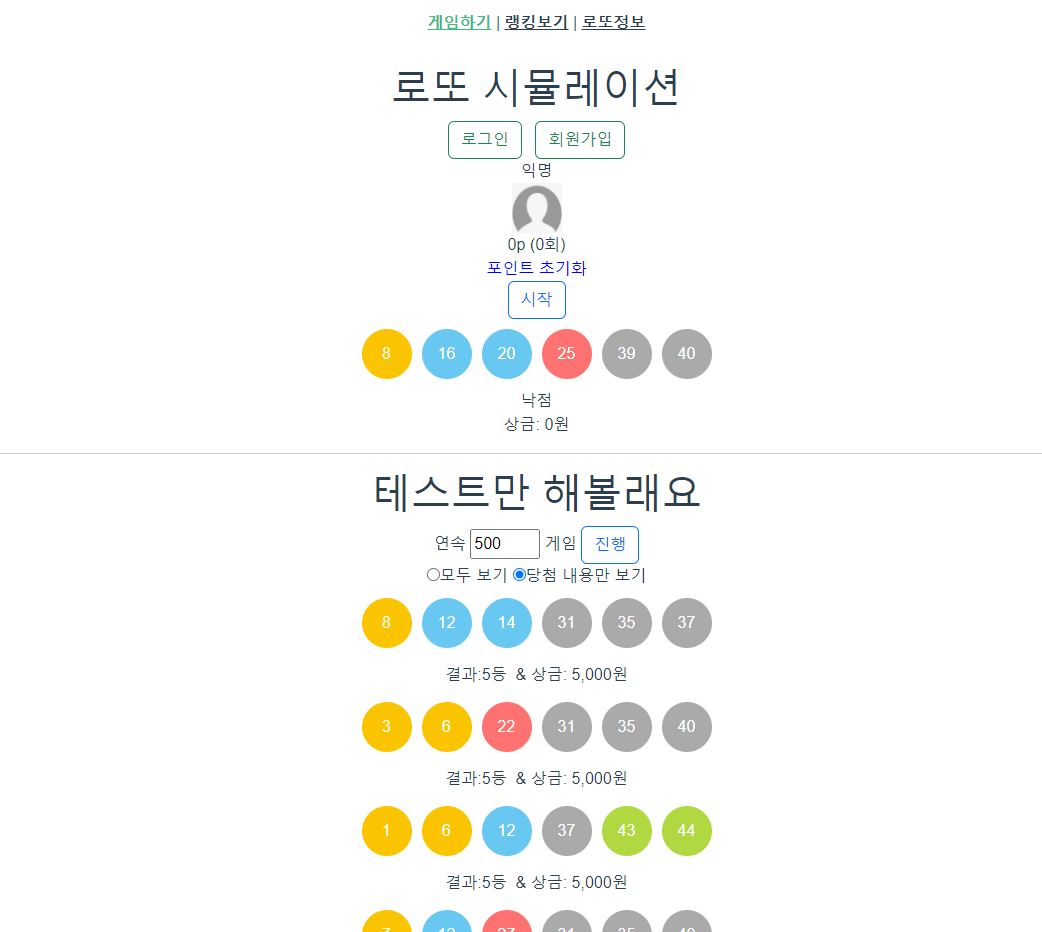 게임하기 | 랭킹보기 | 로또정보
로또 시뮬레이션
로그인 회원가입
익명
0p (0회)
포인트 초기화
시작
8 16 20 25 39 40
낙점
상금: 0원
테스트만 해볼래요
연속 500 게임 진행
모두 보기 당첨 내용만 보기
8 12 14 31 35 37
결과:5등 & 상금: 5,000원
3 6 22 31 35 40
결과:5등 & 상금: 5,000원
1 6 12 37 43 44
결과:5등 & 상금: 5,000원